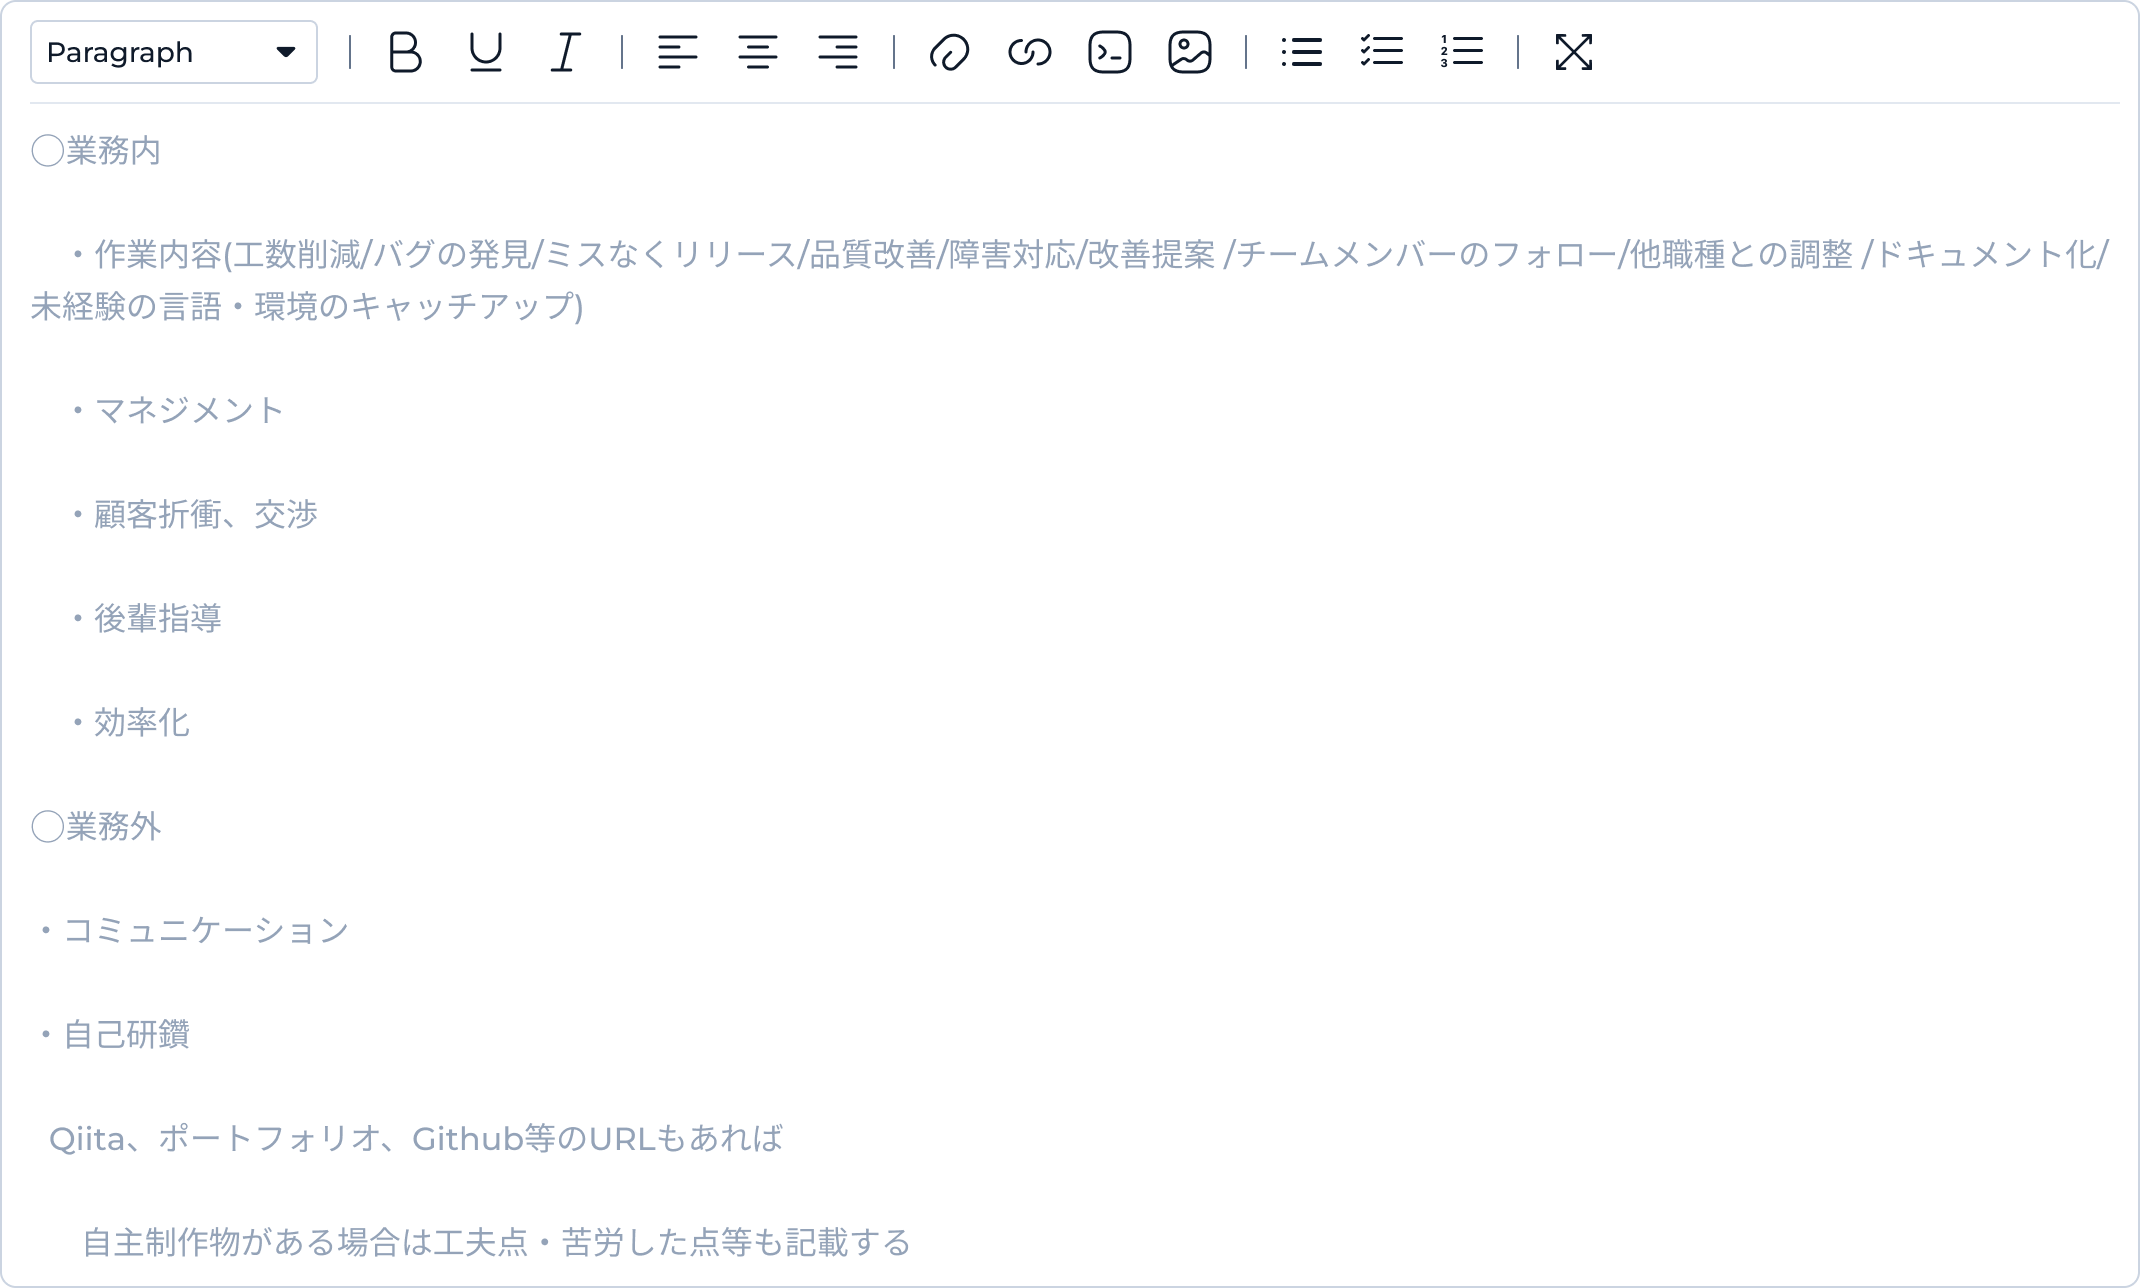 Paragraph
◯業務内
・作業内容(工数削減/バグの発見/ミスなくリリース/品質改善/障害対応/改善提案 /チームメンバーのフォロー/他職種との調整 /ドキュメント化/
未経験の言語・環境のキャッチアップ)
・マネジメント
・顧客折衝、交渉
・後輩指導
・効率化
◯業務外
・コミュニケーション
・自己研鑽
Qiita、ポートフォリオ、Github等のURLもあれば
自主制作物がある場合は工夫点・苦労した点等も記載する